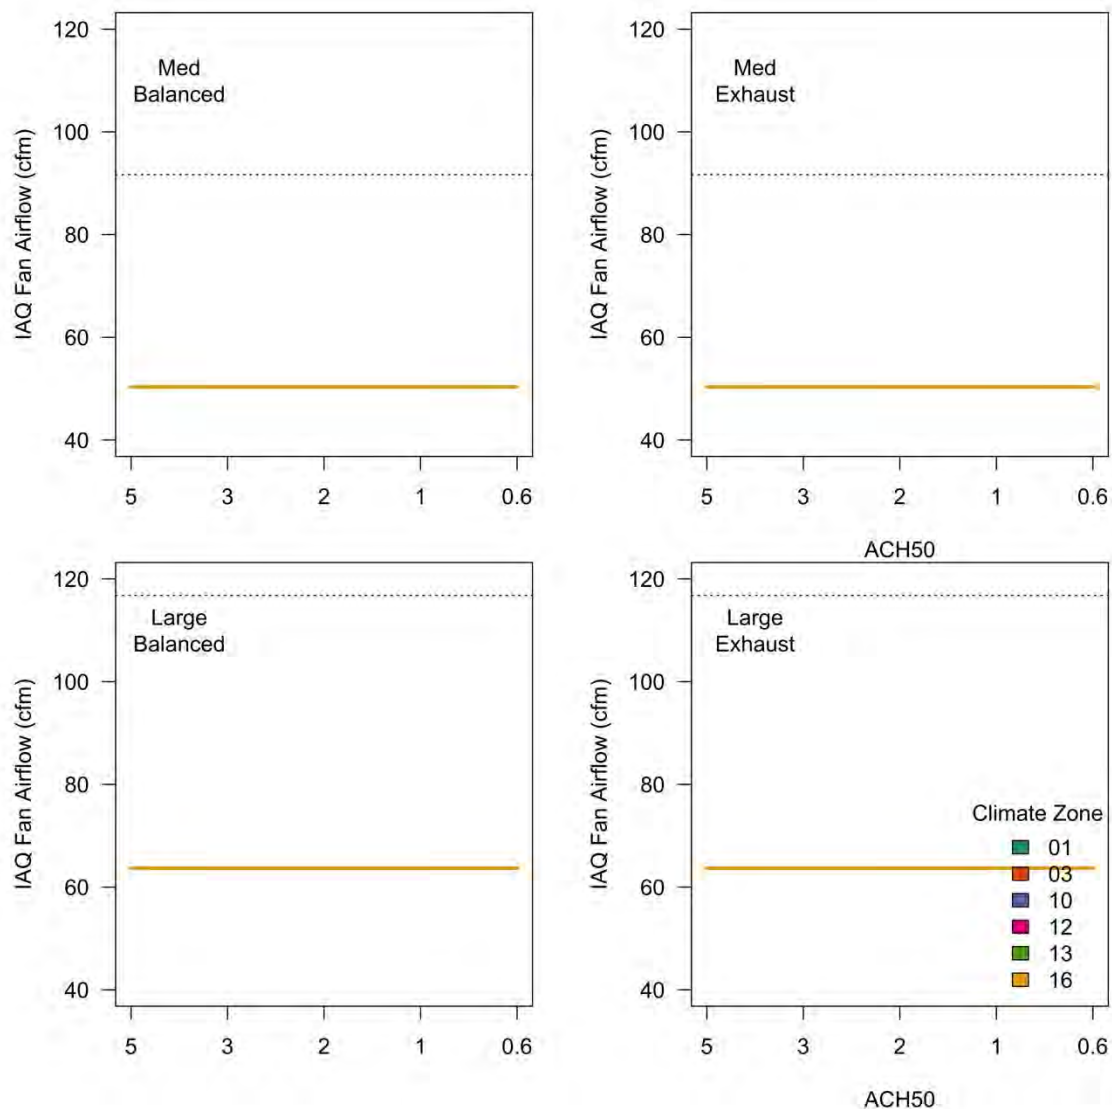 120
100
80
60
40
IAQ Fan Airflow (cfm)
Med
Balanced
5 3 2 1 0.6
120
100
80
60
40
IAQ Fan Airflow (cfm)
Med
Exhaust
5 3 2 1 0.6
ACH50
120
100
80
60
40
IAQ Fan Airflow (cfm)
Large
Balanced
5 3 2 1 0.6
120
100
80
60
40
IAQ Fan Airflow (cfm)
Large
Exhaust
Climate Zone
01
03
10
12
13
16
5 3 2 1 0.6
ACH50